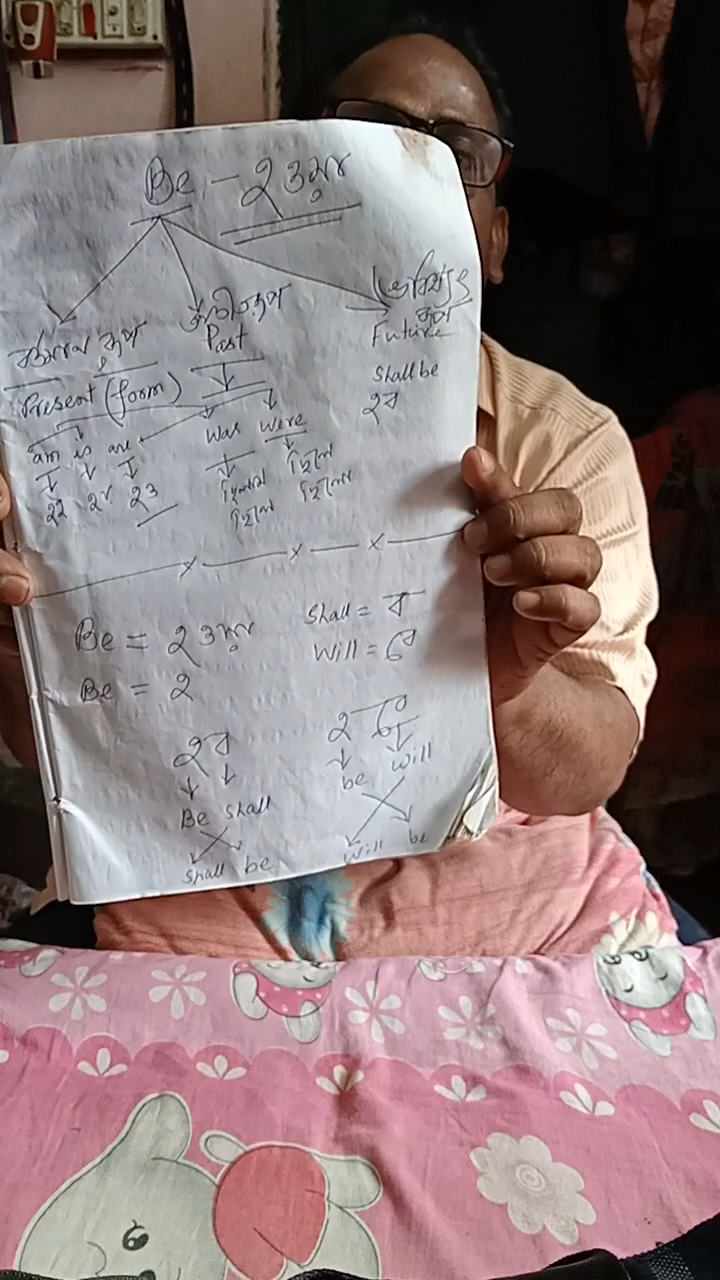 Be - হওয়া
বর্তমান রূপ
অতীত রূপ
ভবিষ্যৎ
রূপ
Present (form)
Past
Future
Shall be
হব
am is are
was were
হই হয় হও
ছিলাম ছিলে
ছিলে ছিলেন
Be = হওয়া
Be = হ
Shall = ব
Will = বে
হব
Be Shall
Shall be
হবে
be will
will be